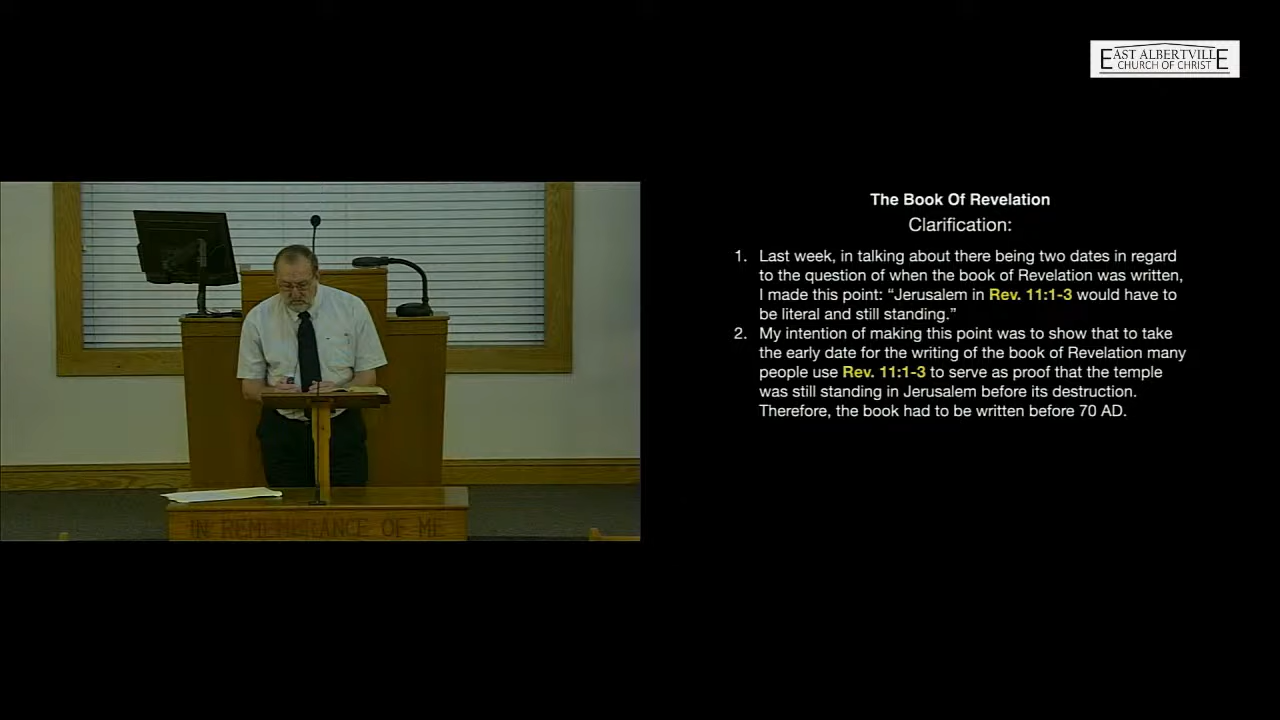 EAST ALBERTVILLE
CHURCH OF CHRIST
The Book Of Revelation
Clarification:
1. Last week, in talking about there being two dates in regard
to the question of when the book of Revelation was written,
I made this point: “Jerusalem in Rev. 11:1-3 would have to
be literal and still standing.”
2. My intention of making this point was to show that to take
the early date for the writing of the book of Revelation many
people use Rev. 11:1-3 to serve as proof that the temple
was still standing in Jerusalem before its destruction.
Therefore, the book had to be written before 70 AD.
IN REMEMBRANCE OF ME